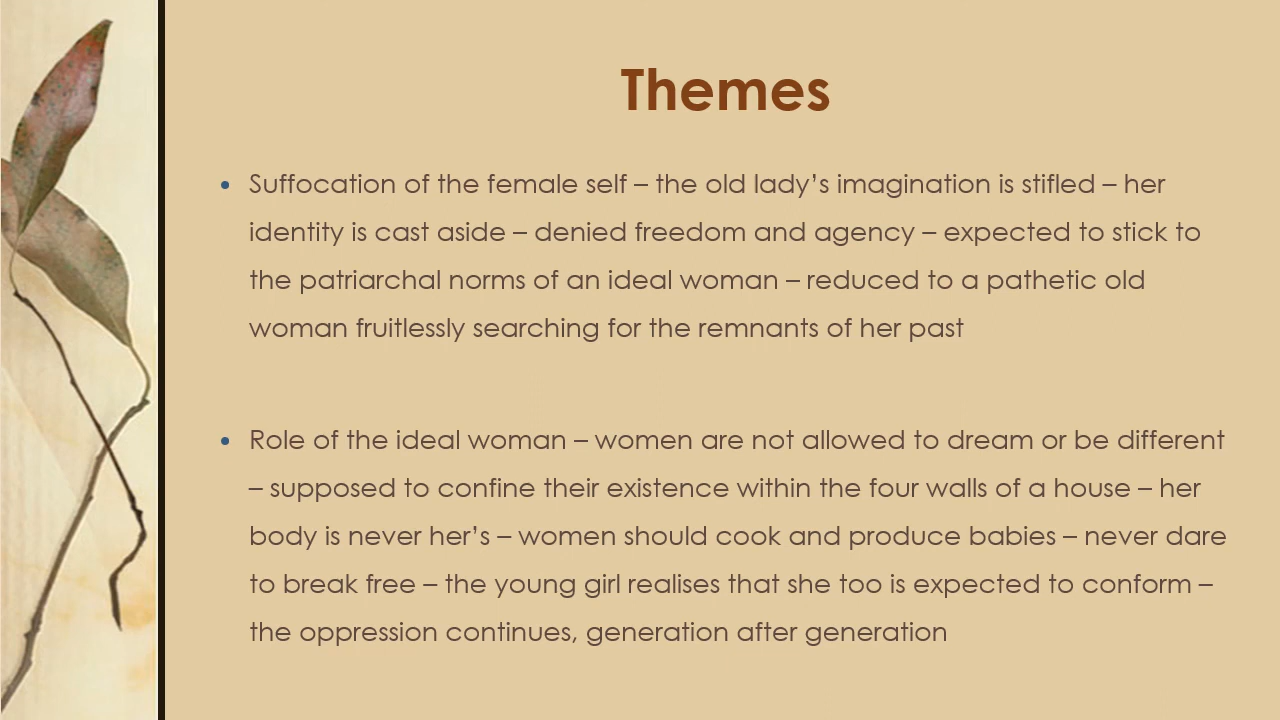 Themes
• Suffocation of the female self – the old lady’s imagination is stifled – her
identity is cast aside – denied freedom and agency – expected to stick to
the patriarchal norms of an ideal woman – reduced to a pathetic old
woman fruitlessly searching for the remnants of her past
• Role of the ideal woman – women are not allowed to dream or be different
– supposed to confine their existence within the four walls of a house – her
body is never her’s – women should cook and produce babies – never dare
to break free – the young girl realises that she too is expected to conform –
the oppression continues, generation after generation